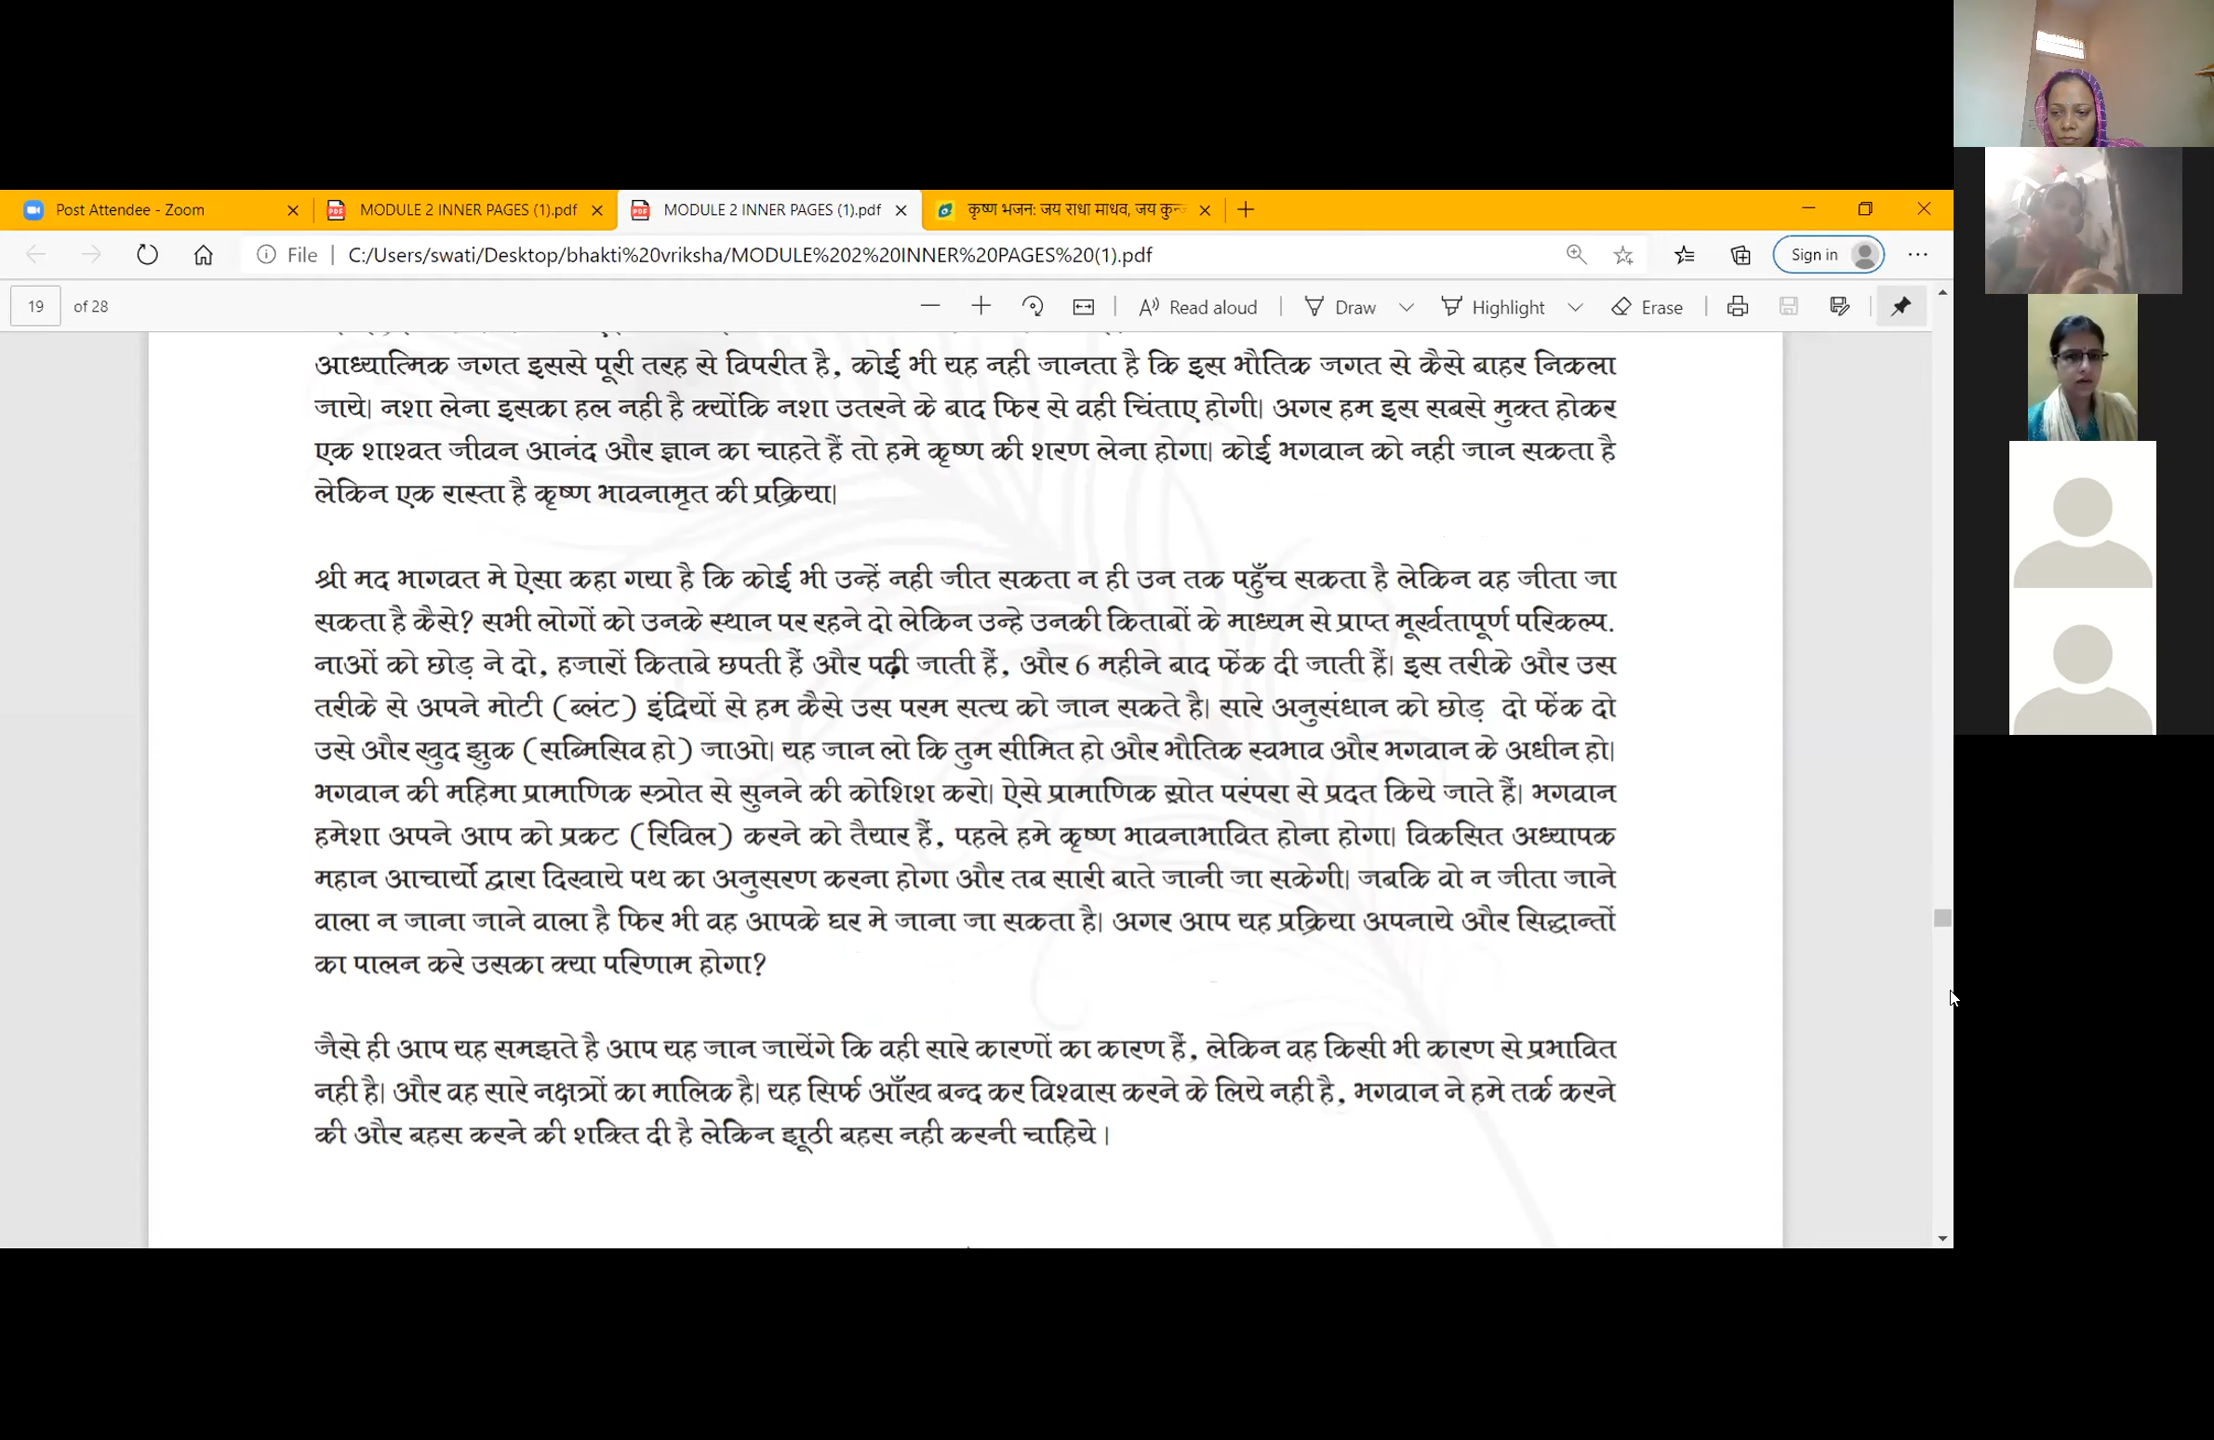 Post Attendee - Zoom
MODULE 2 INNER PAGES (1).pdf
MODULE 2 INNER PAGES (1).pdf
कृष्ण भजन: जय राधा माधव, जय कुन्ज
File
C:/Users/swati/Desktop/bhakti%20vriksha/MODULE%202%20INNER%20PAGES%20(1).pdf
Sign in
19 of 28
Read aloud
Draw
Highlight
Erase
आध्यात्मिक जगत इससे पूरी तरह से विपरीत है, कोई भी यह नही जानता है कि इस भौतिक जगत से कैसे बाहर निकला
जाये। नशा लेना इसका हल नही है क्योंकि नशा उतरने के बाद फिर से वही चिंताए होगी। अगर हम इस सबसे मुक्त होकर
एक शाश्वत जीवन आनंद और ज्ञान का चाहते हैं तो हमे कृष्ण की शरण लेना होगा। कोई भगवान को नही जान सकता है
लेकिन एक रास्ता है कृष्ण भावनामृत की प्रक्रिया।
श्री मद भागवत मे ऐसा कहा गया है कि कोई भी उन्हें नही जीत सकता न ही उन तक पहुँच सकता है लेकिन वह जीता जा
सकता है कैसे? सभी लोगों को उनके स्थान पर रहने दो लेकिन उन्हे उनकी किताबों के माध्यम से प्राप्त मूर्खतापूर्ण परिकल्प.
नाओं को छोड़ ने दो, हजारों किताबे छपती हैं और पढ़ी जाती हैं, और 6 महीने बाद फेंक दी जाती हैं। इस तरीके और उस
तरीके से अपने मोटी (ब्लंट) इंद्रियों से हम कैसे उस परम सत्य को जान सकते है। सारे अनुसंधान को छोड़ दो फेंक दो
उसे और खुद झुक (सब्मिसिव हो) जाओ। यह जान लो कि तुम सीमित हो और भौतिक स्वभाव और भगवान के अधीन हो।
भगवान की महिमा प्रामाणिक स्त्रोत से सुनने की कोशिश करो। ऐसे प्रामाणिक स्रोत परंपरा से प्रदत किये जाते हैं। भगवान
हमेशा अपने आप को प्रकट (रिविल) करने को तैयार हैं, पहले हमे कृष्ण भावनाभावित होना होगा। विकसित अध्यापक
महान आचार्यो द्वारा दिखाये पथ का अनुसरण करना होगा और तब सारी बाते जानी जा सकेगी। जबकि वो न जीता जाने
वाला न जाना जाने वाला है फिर भी वह आपके घर मे जाना जा सकता है। अगर आप यह प्रक्रिया अपनाये और सिद्धान्तों
का पालन करे उसका क्या परिणाम होगा?
जैसे ही आप यह समझते है आप यह जान जायेंगे कि वही सारे कारणों का कारण हैं, लेकिन वह किसी भी कारण से प्रभावित
नही है। और वह सारे नक्षत्रों का मालिक है। यह सिर्फ आँख बन्द कर विश्वास करने के लिये नही है, भगवान ने हमे तर्क करने
की और बहस करने की शक्ति दी है लेकिन झूठी बहस नही करनी चाहिये।